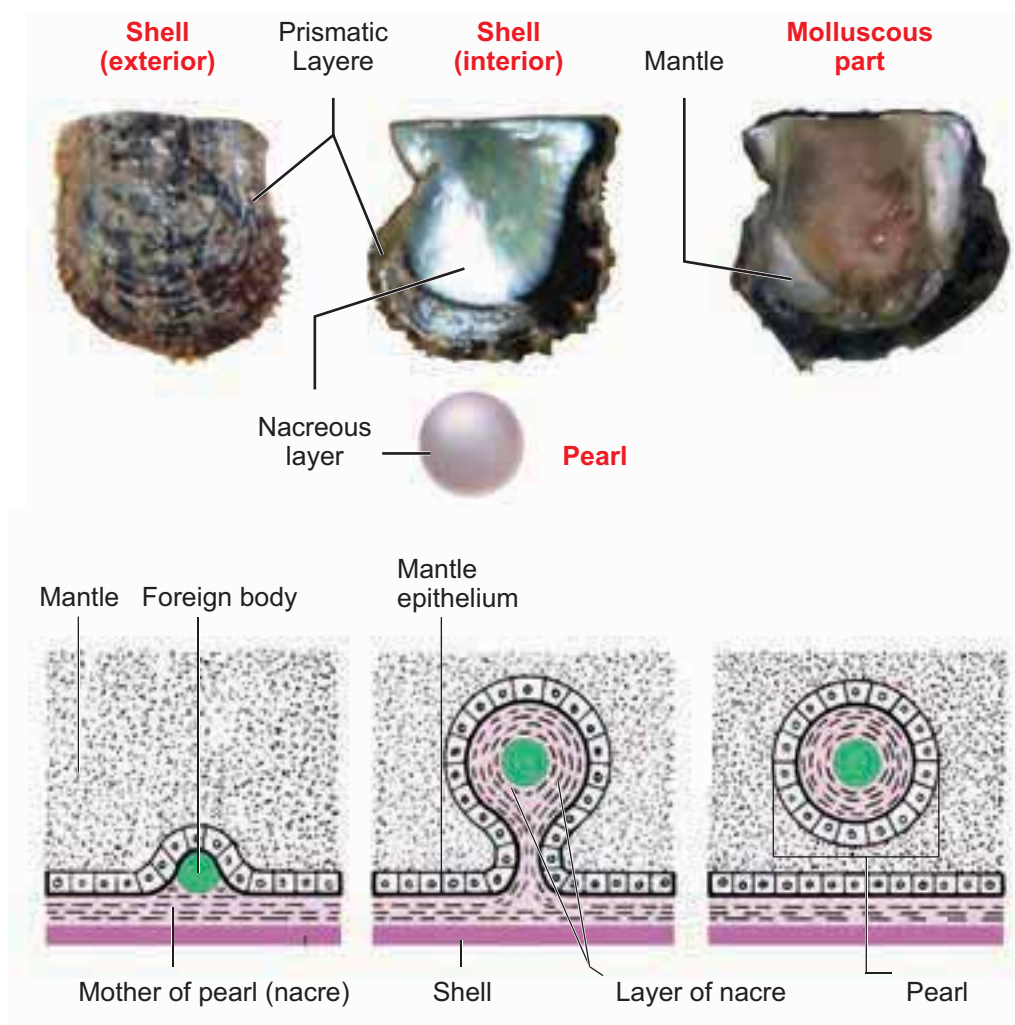 Shell
(exterior)
Prismatic
Layere
Shell
(interior)
Mantle
Molluscous
part
Nacreous
layer
Pearl
Mantle
Foreign body
Mantle
epithelium
Mother of pearl (nacre)
Shell
Layer of nacre
Pearl